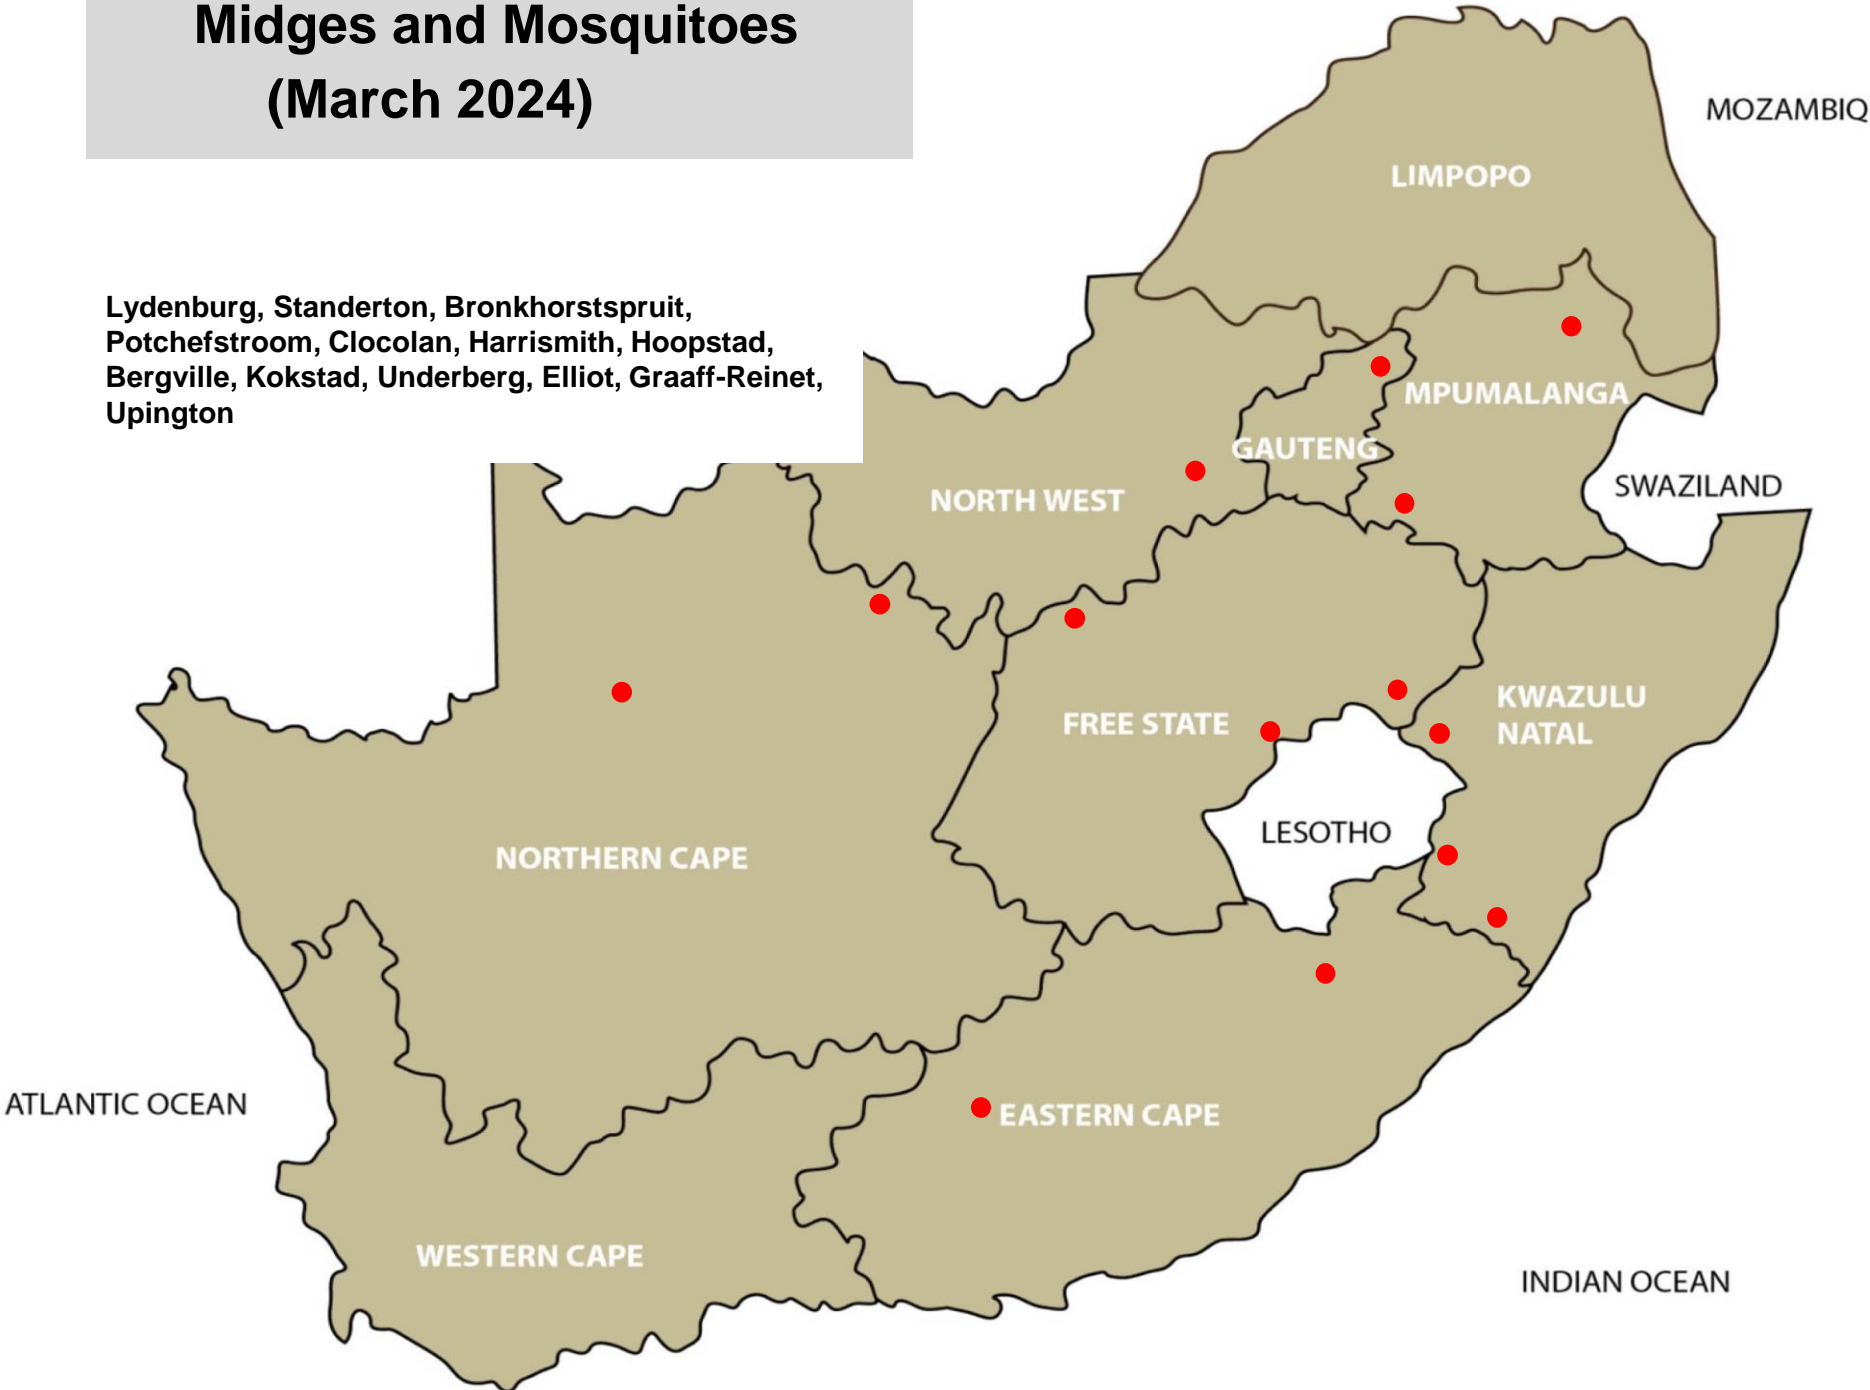 Midges and Mosquitoes
(March 2024)
MOZAMBIQ
LIMPOPO
Lydenburg, Standerton, Bronkhorstspruit,
Potchefstroom, Clocolan, Harrismith, Hoopstad,
Bergville, Kokstad, Underberg, Elliot, Graaff-Reinet,
Upington
MPUMALANGA
GAUTENG
SWAZILAND
NORTH WEST
KWAZULU
NATAL
FREE STATE
LESOTHO
NORTHERN CAPE
ATLANTIC OCEAN
EASTERN CAPE
WESTERN CAPE
INDIAN OCEAN